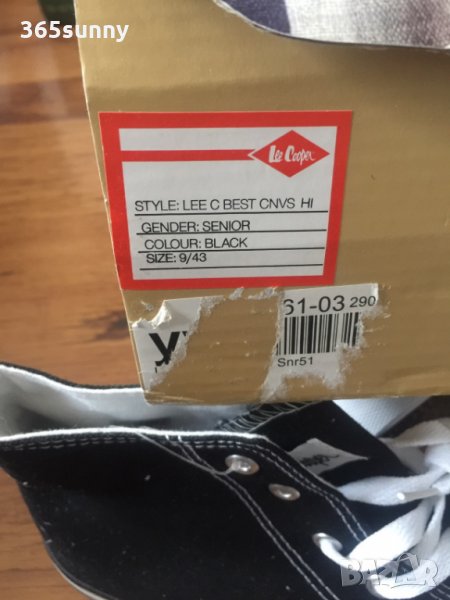 365sunny
Lee Cooper
STYLE: LEE C BEST CNVS HI
GENDER: SENIOR
COLOUR: BLACK
SIZE: 9/43
61-03 290
Snr51
BAZAR